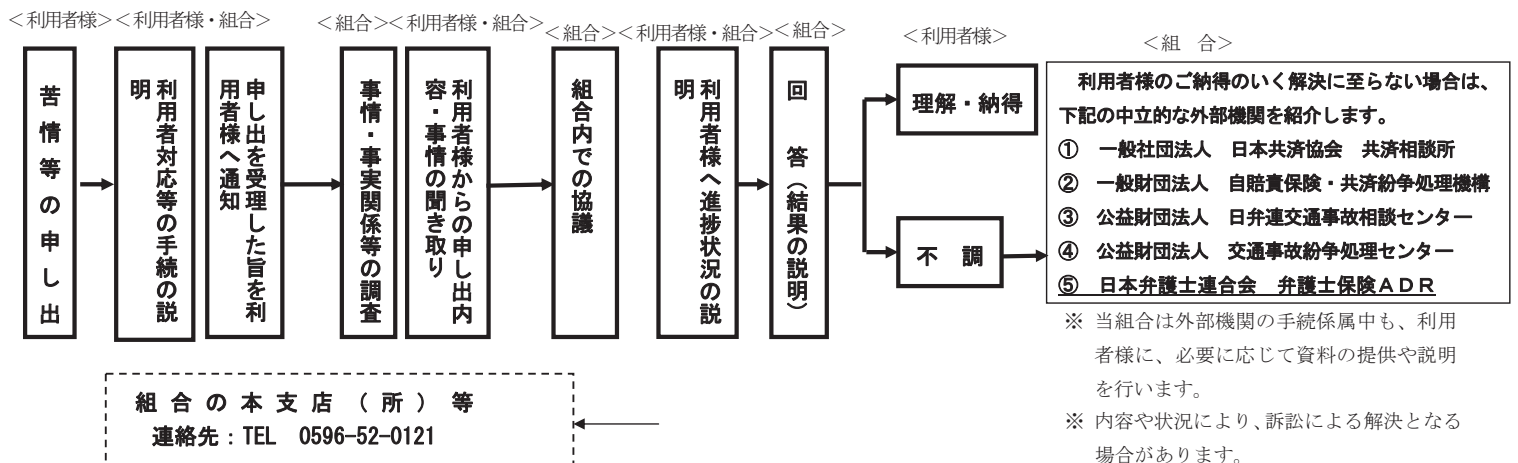 ＜利用者様＞＜利用者様・組合＞
＜組合＞＜利用者様・組合＞
＜組合＞＜利用者様・組合＞＜組合＞
＜利用者様＞
＜組　合＞
苦情等の申し出
利用者対応等の手続の説
明
申し出を受理した旨を利
用者様へ通知
事情・事実関係等の調査
利用者様からの申し出内
容・事情の聞き取り
組合内での協議
利用者様へ進捗状況の説
明
回　答（結果の説明）
理解・納得
不　調
利用者様のご納得のいく解決に至らない場合は、
下記の中立的な外部機関を紹介します。
①　一般社団法人　日本共済協会　共済相談所
②　一般財団法人　自賠責保険・共済紛争処理機構
③　公益財団法人　日弁連交通事故相談センター
④　公益財団法人　交通事故紛争処理センター
⑤　日本弁護士連合会　弁護士保険ＡＤＲ
※ 当組合は外部機関の手続係属中も、利用
者様に、必要に応じて資料の提供や説明
を行います。
※ 内容や状況により、訴訟による解決となる
場合があります。
組合の本支店（所）等
連絡先：TEL　0596-52-0121